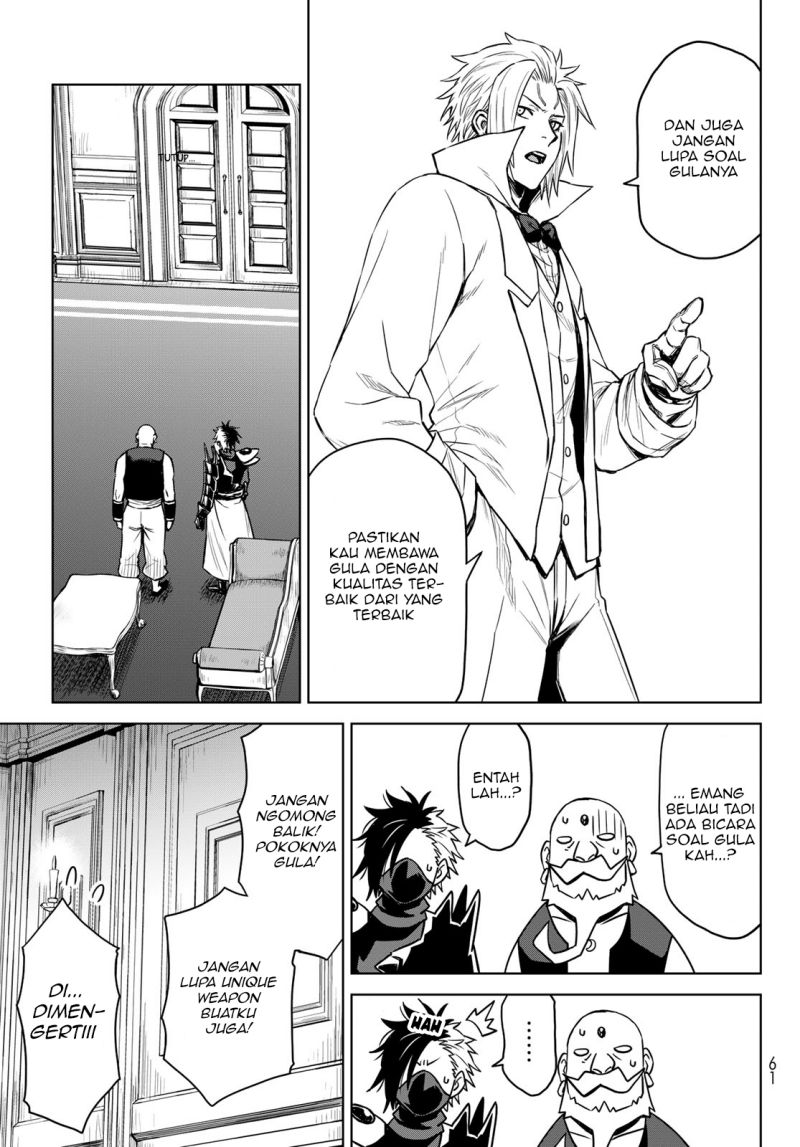 DAN JUGA
JANGAN
LUPA SOAL
GULANYA
PASTIKAN
KAU MEMBAWA
GULA DENGAN
KUALITAS TER-
BAIK DARI YANG
TERBAIK
TUTUP...
... EMANG
BELIAU TADI
ADA BICARA
SOAL GULA
KAH...?
ENTAH
LAH...?
.......
HAH
JANGAN
NGOMONG
BALIK!
POKOKNYA
GULA!
JANGAN
LUPA UNIQUE
WEAPON
BUATKU
JUGA!
DI...
DIMEN-
GERTIII
61